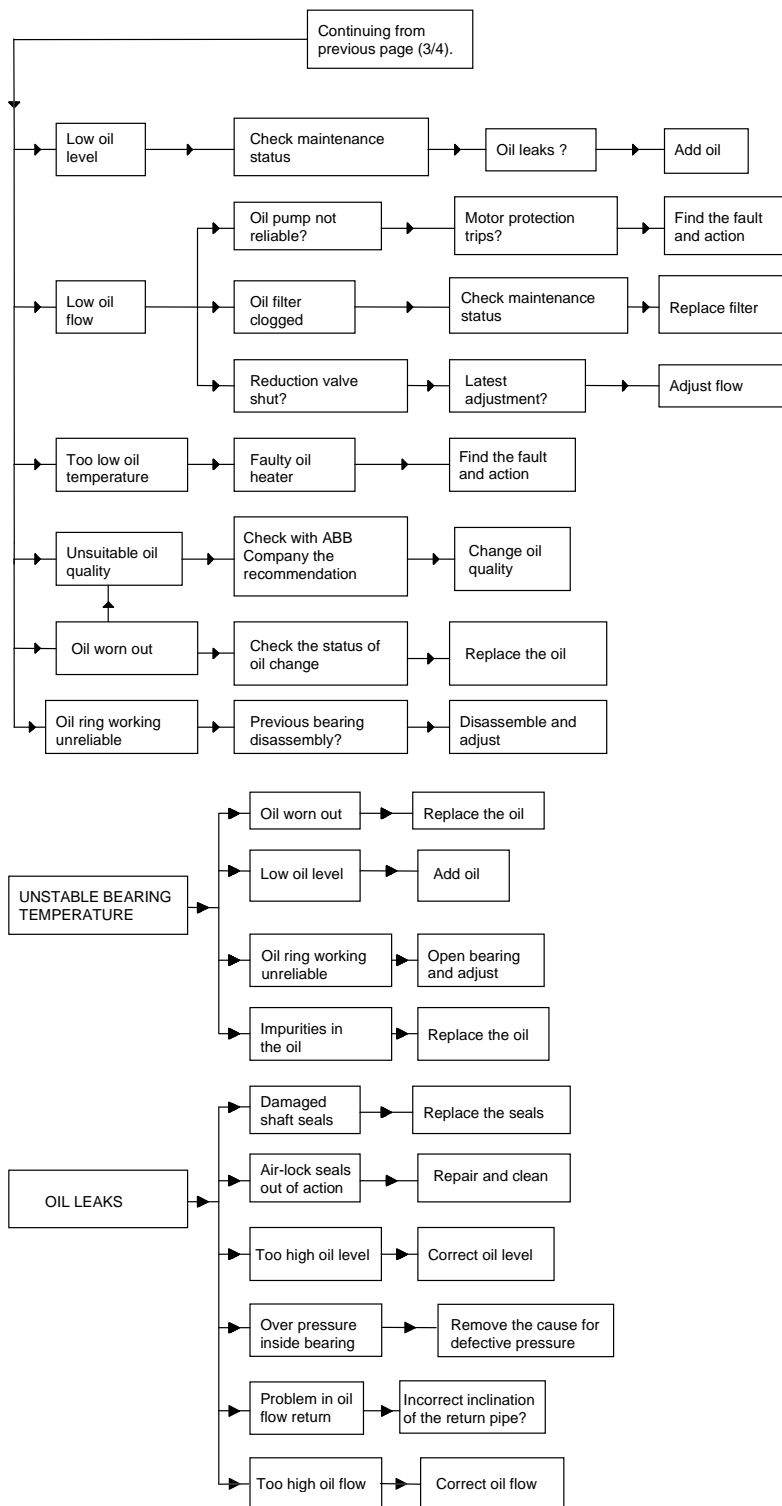 Continuing from
previous page (3/4).
Low oil
level
Check maintenance
status
Oil leaks ?
Add oil
Oil pump not
reliable?
Motor protection
trips?
Find the fault
and action
Low oil
flow
Oil filter
clogged
Check maintenance
status
Replace filter
Reduction valve
shut?
Latest
adjustment?
Adjust flow
Too low oil
temperature
Faulty oil
heater
Find the fault
and action
Unsuitable oil
quality
Check with ABB
Company the
recommendation
Change oil
quality
Oil worn out
Check the status of
oil change
Replace the oil
Oil ring working
unreliable
Previous bearing
disassembly?
Disassemble and
adjust
UNSTABLE BEARING
TEMPERATURE
Oil worn out
Replace the oil
Low oil level
Add oil
Oil ring working
unreliable
Open bearing
and adjust
Impurities in
the oil
Replace the oil
OIL LEAKS
Damaged
shaft seals
Replace the seals
Air-lock seals
out of action
Repair and clean
Too high oil level
Correct oil level
Over pressure
inside bearing
Remove the cause for
defective pressure
Problem in oil
flow return
Incorrect inclination
of the return pipe?
Too high oil flow
Correct oil flow